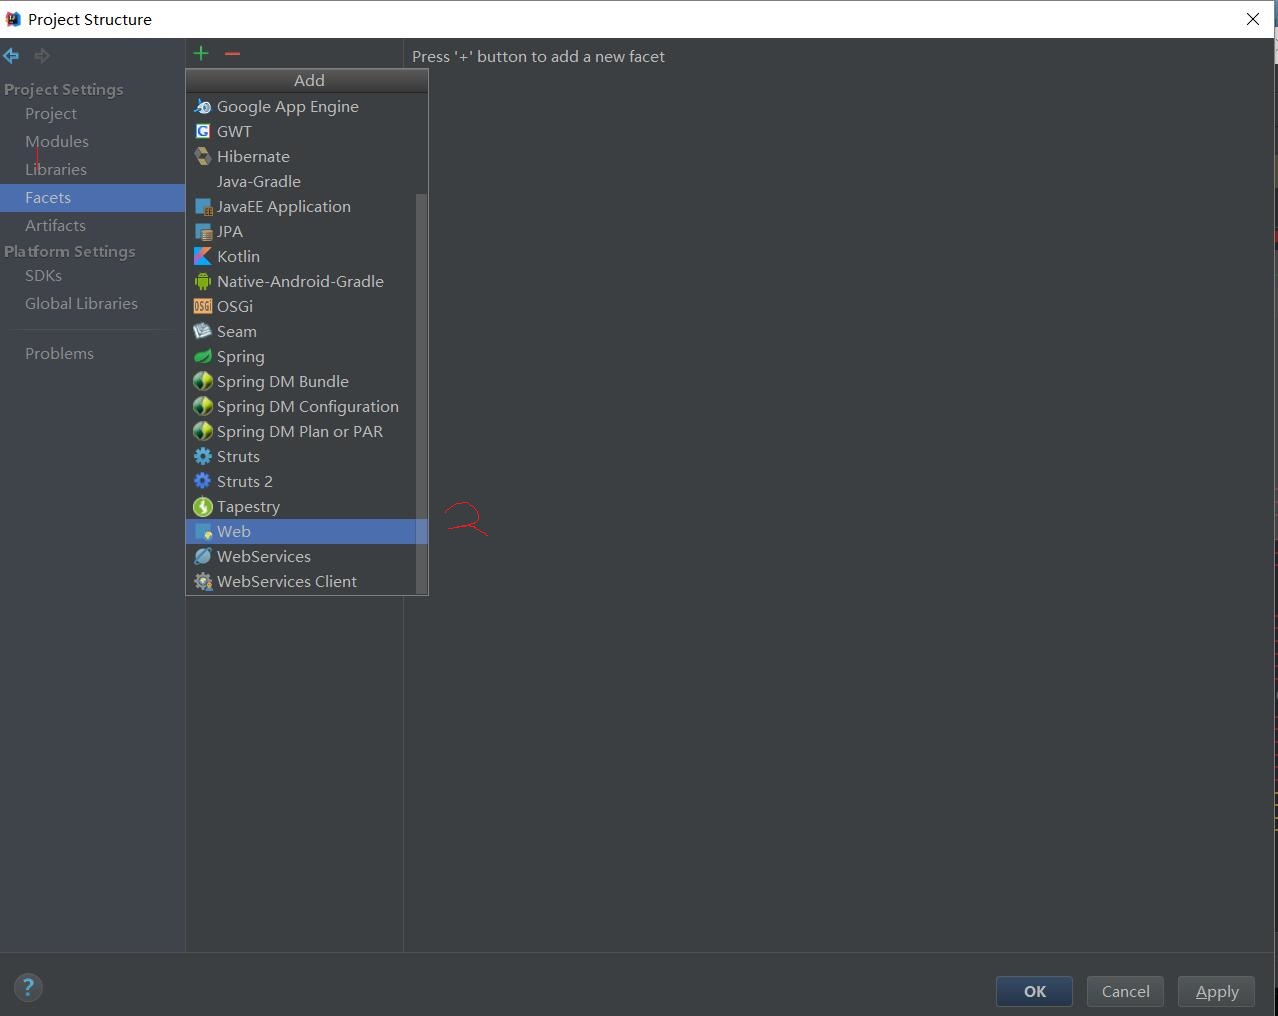 Project Structure
Press '+' button to add a new facet
Project Settings
Project
Modules
Libraries
Facets
Artifacts
Platform Settings
SDKs
Global Libraries
Problems
Add
Google App Engine
GWT
Hibernate
Java-Gradle
JavaEE Application
JPA
Kotlin
Native-Android-Gradle
OSGi
Seam
Spring
Spring DM Bundle
Spring DM Configuration
Spring DM Plan or PAR
Struts
Struts 2
Tapestry
Web
2
WebServices
WebServices Client
?
OK
Cancel
Apply